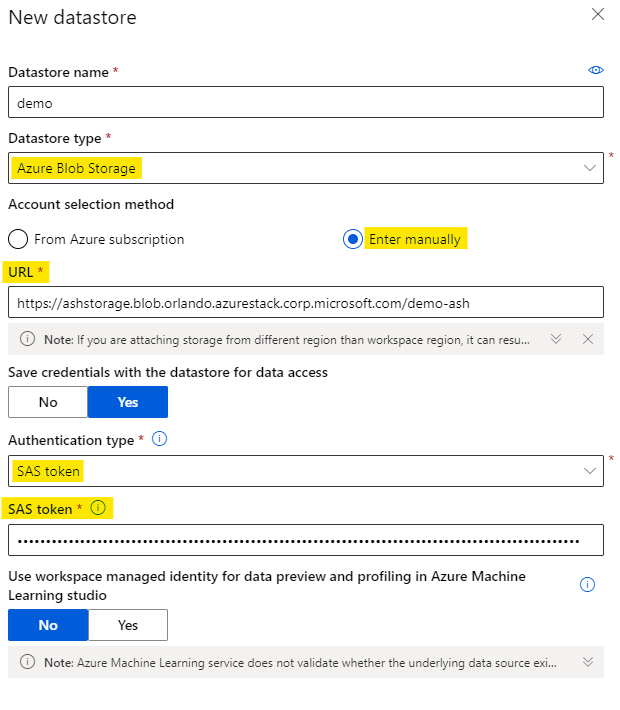 New datastore
Datastore name *
demo
Datastore type *
Azure Blob Storage
*
Account selection method
From Azure subscription
Enter manually
URL *
https://ashstorage.blob.orlando.azurestack.corp.microsoft.com/demo-ash
Note: If you are attaching storage from different region than workspace region, it can resu...
Save credentials with the datastore for data access
No
Yes
Authentication type *
SAS token
*
SAS token *
Use workspace managed identity for data preview and profiling in Azure Machine
Learning studio
No
Yes
Note: Azure Machine Learning service does not validate whether the underlying data source exi...